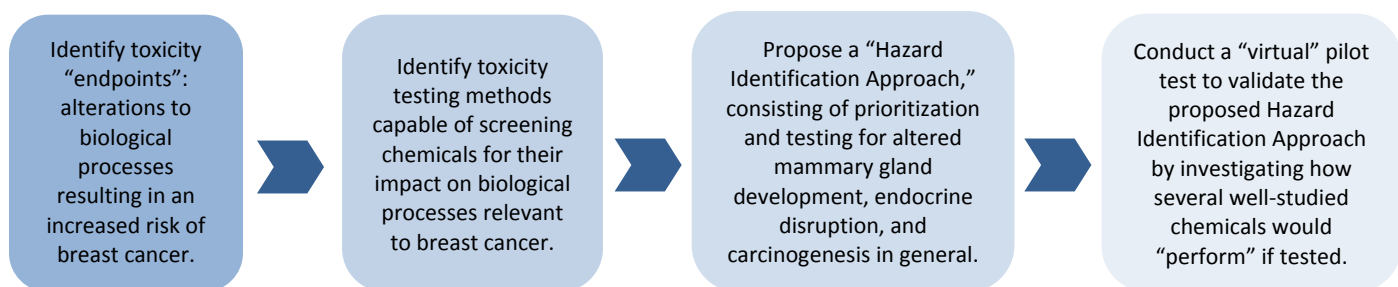 Identify toxicity
“endpoints”:
alterations to
biological
processes
resulting in an
increased risk of
breast cancer.
Identify toxicity
testing methods
capable of screening
chemicals for their
impact on biological
processes relevant
to breast cancer.
Propose a “Hazard
Identification Approach,”
consisting of prioritization
and testing for altered
mammary gland
development, endocrine
disruption, and
carcinogenesis in general.
Conduct a “virtual” pilot
test to validate the
proposed Hazard
Identification Approach
by investigating how
several well-studied
chemicals would
“perform” if tested.